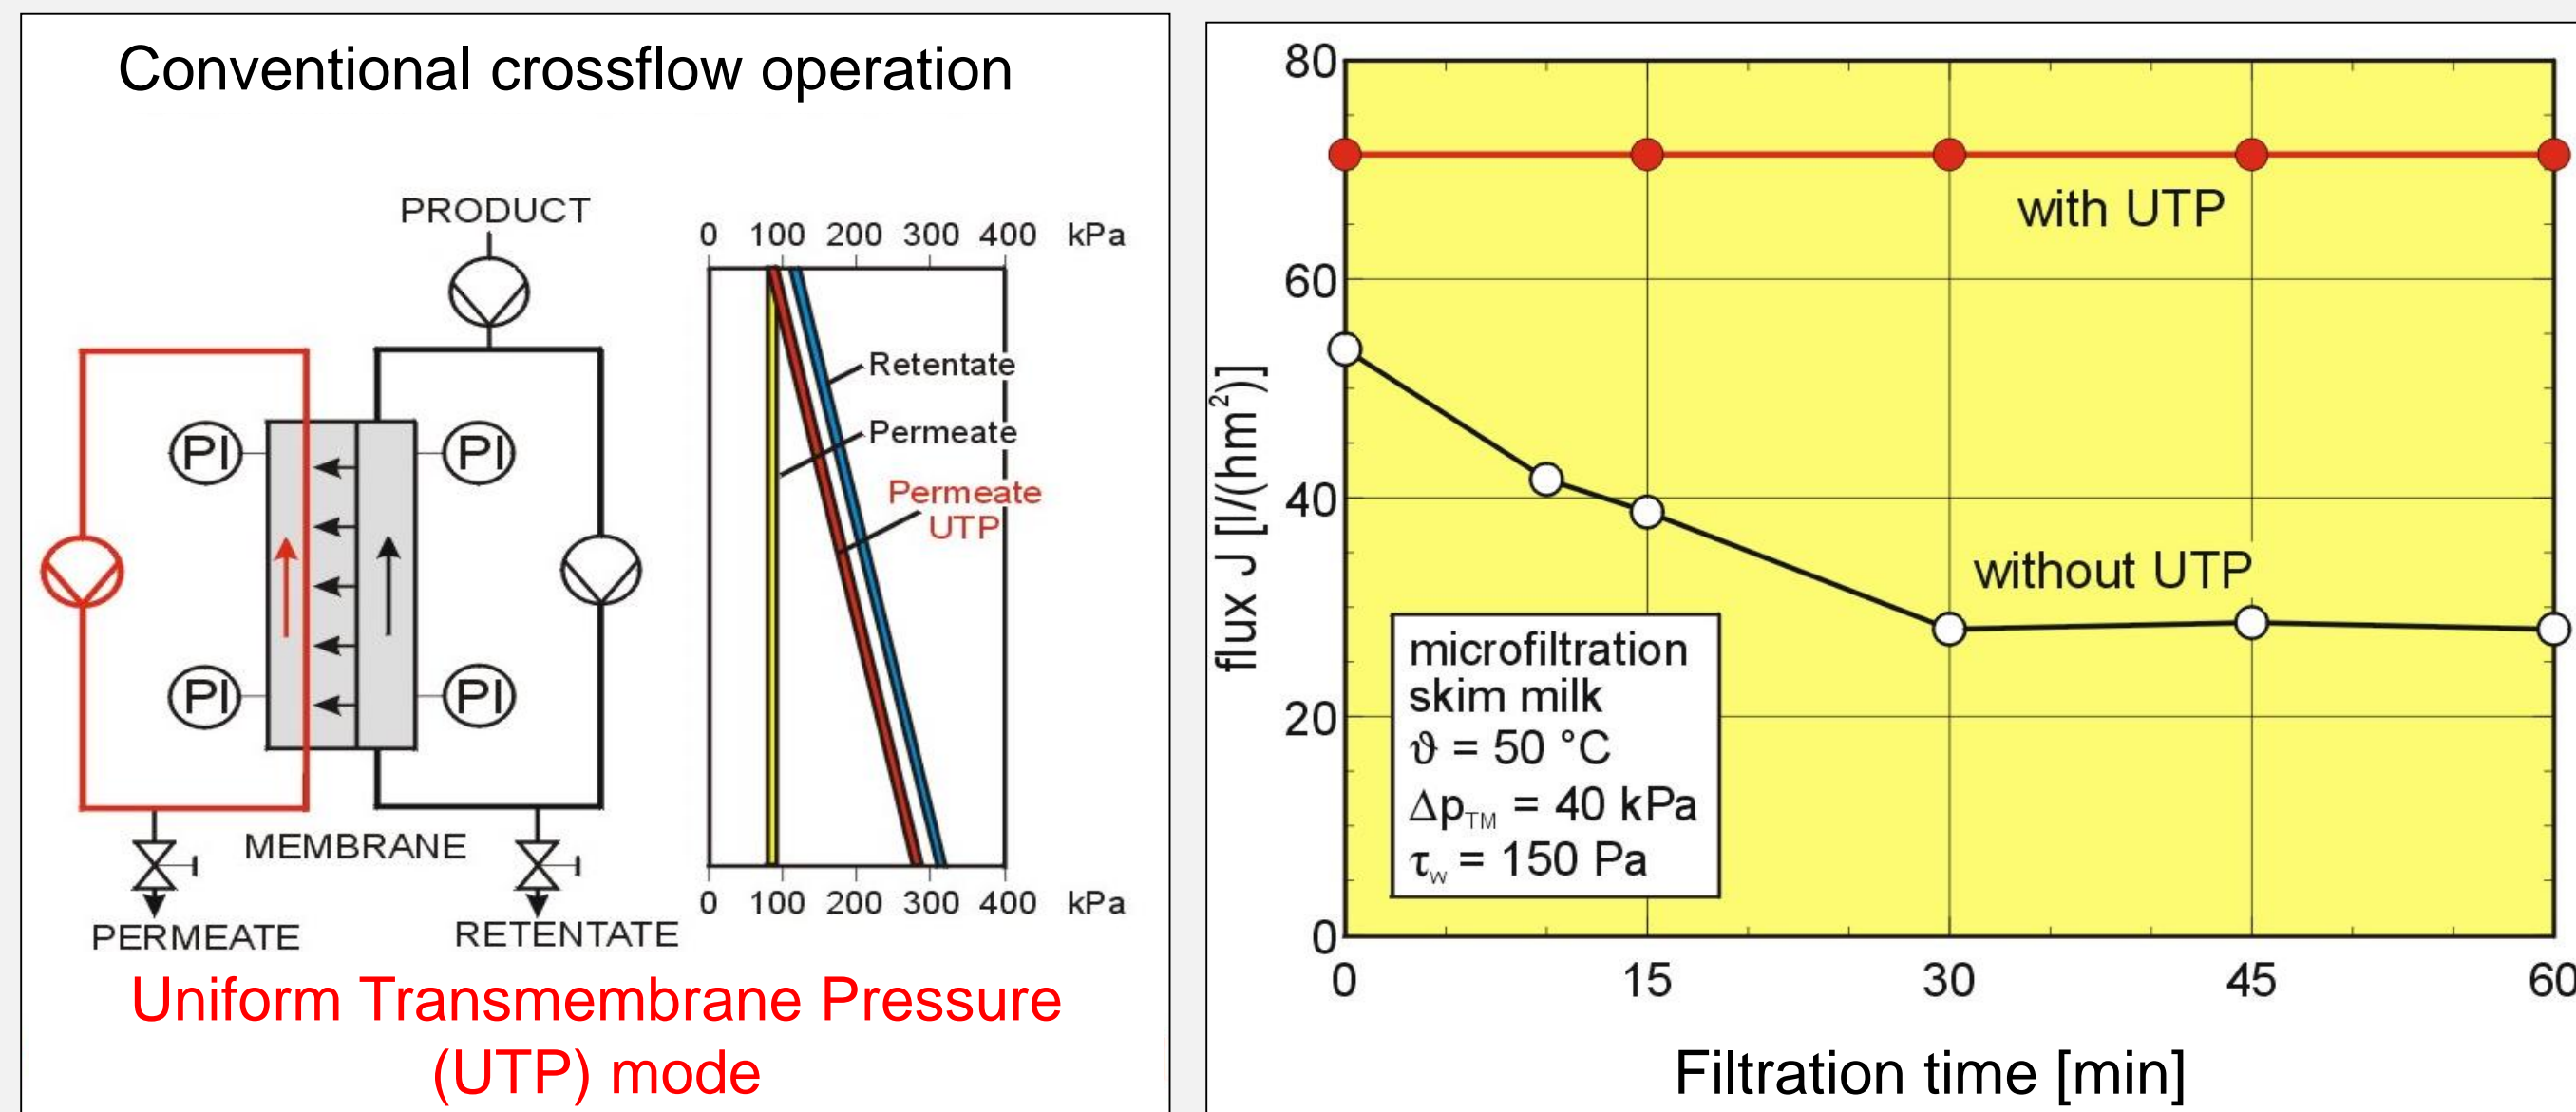 Conventional crossflow operation
PRODUCT
PI
PI
PI
PI
MEMBRANE
PERMEATE
RETENTATE
0 100 200 300 400 kPa
Retentate
Permeate
Permeate
UTP
0 100 200 300 400 kPa
Uniform Transmembrane Pressure
(UTP) mode
80
60
40
20
0
flux J [l/(hm²)]
with UTP
without UTP
microfiltration
skim milk
ϑ = 50 °C
Δp_TM = 40 kPa
τ_w = 150 Pa
0 15 30 45 60
Filtration time [min]